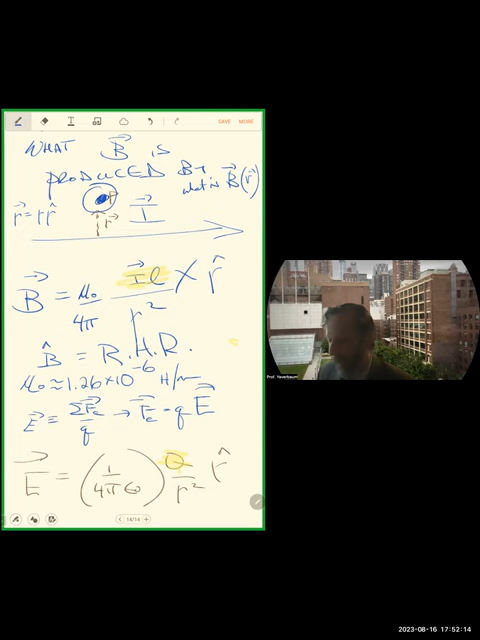 SAVE MORE
WHAT B⃗ IS
PRODUCED BY
what is B⃗(r⃗)
r⃗ = r r̂
P
r⃗
I⃗
B⃗ = μ₀/4π I⃗l/r² × r̂
B̂ = R.H.R.
μ₀ ≈ 1.26×10⁻⁶ H/m
E⃗ ≡ ΣF⃗e/q → F⃗e = qE⃗
E⃗ = (1/4πε₀) Q/r² r̂
14/14
Prof. Yaverbaum
2023-08-16 17:52:14